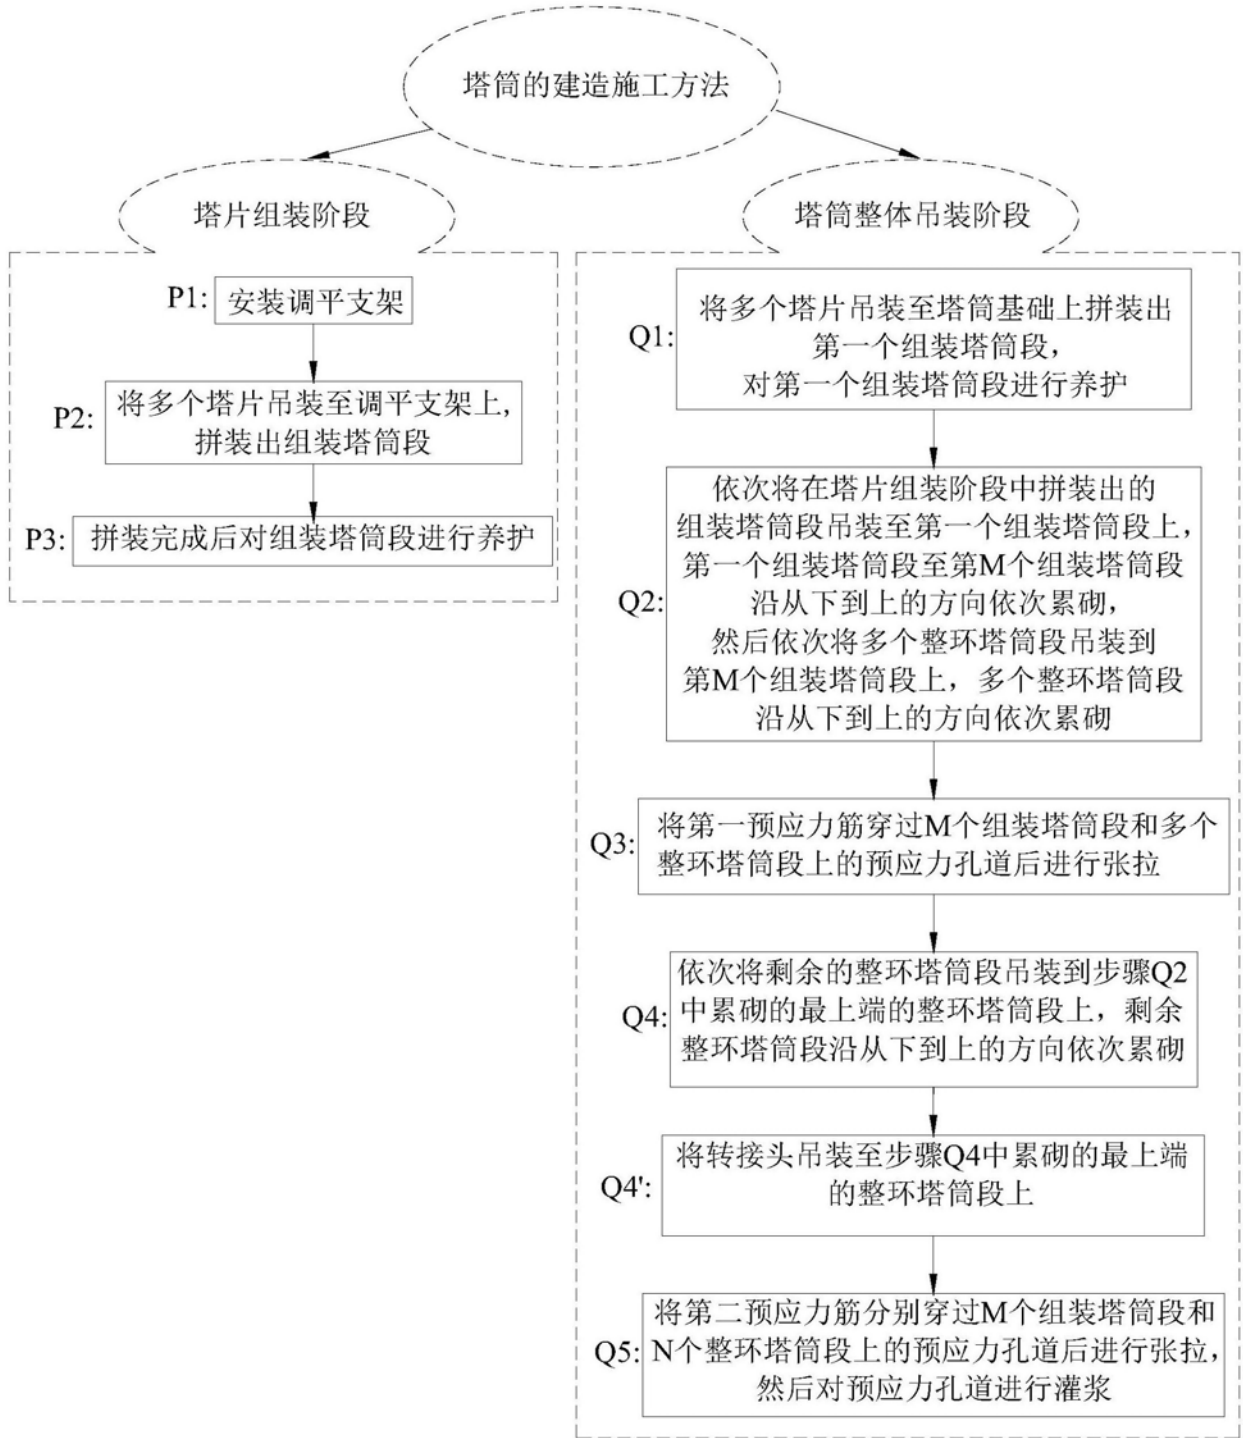 塔筒的建造施工方法
塔片组装阶段
P1:
安装调平支架
P2:
将多个塔片吊装至调平支架上,
拼装出组装塔筒段
P3:
拼装完成后对组装塔筒段进行养护
塔筒整体吊装阶段
Q1:
将多个塔片吊装至塔筒基础上拼装出
第一个组装塔筒段,
对第一个组装塔筒段进行养护
Q2:
依次将在塔片组装阶段中拼装出的
组装塔筒段吊装至第一个组装塔筒段上,
第一个组装塔筒段至第M个组装塔筒段
沿从下到上的方向依次累砌,
然后依次将多个整环塔筒段吊装到
第M个组装塔筒段上，多个整环塔筒段
沿从下到上的方向依次累砌
Q3:
将第一预应力筋穿过M个组装塔筒段和多个
整环塔筒段上的预应力孔道后进行张拉
Q4:
依次将剩余的整环塔筒段吊装到步骤Q2
中累砌的最上端的整环塔筒段上，剩余
整环塔筒段沿从下到上的方向依次累砌
Q4':
将转接头吊装至步骤Q4中累砌的最上端
的整环塔筒段上
Q5:
将第二预应力筋分别穿过M个组装塔筒段和
N个整环塔筒段上的预应力孔道后进行张拉,
然后对预应力孔道进行灌浆